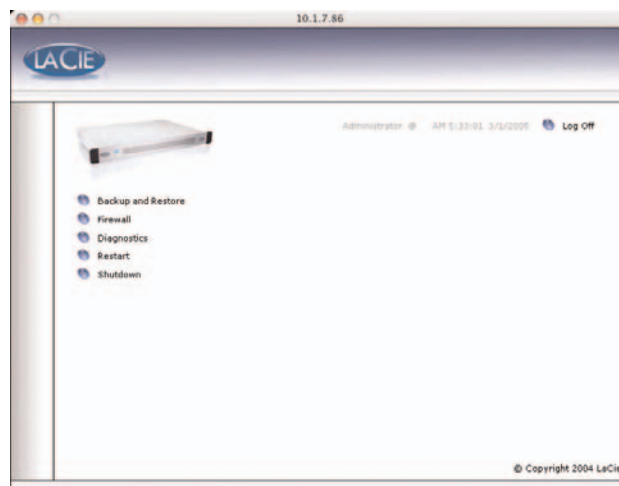 10.1.7.86
LACIE
Administrator @ AM 5:33:01 3/1/2005 Log Off
Backup and Restore
Firewall
Diagnostics
Restart
Shutdown
© Copyright 2004 LaCie